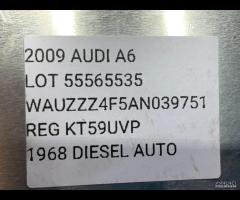 2009 AUDI A6
LOT 55565535
WAUZZZ4F5AN039751
REG KT59UVP
1968 DIESEL AUTO